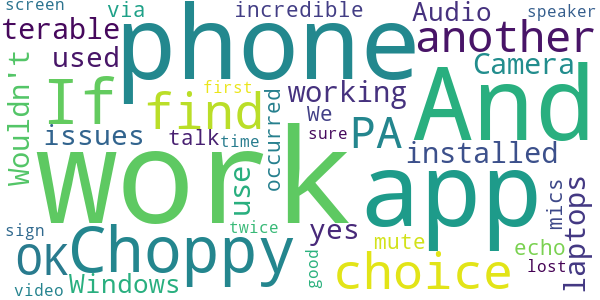 screen via incredible Audio speaker
terable phone another
used first Camera
Wouldn't If find working And
issues talk time occurred We sure PA installed
work use app
sign Choppy twice yes mics laptops
OK mute echo
Windows good choice lost
video